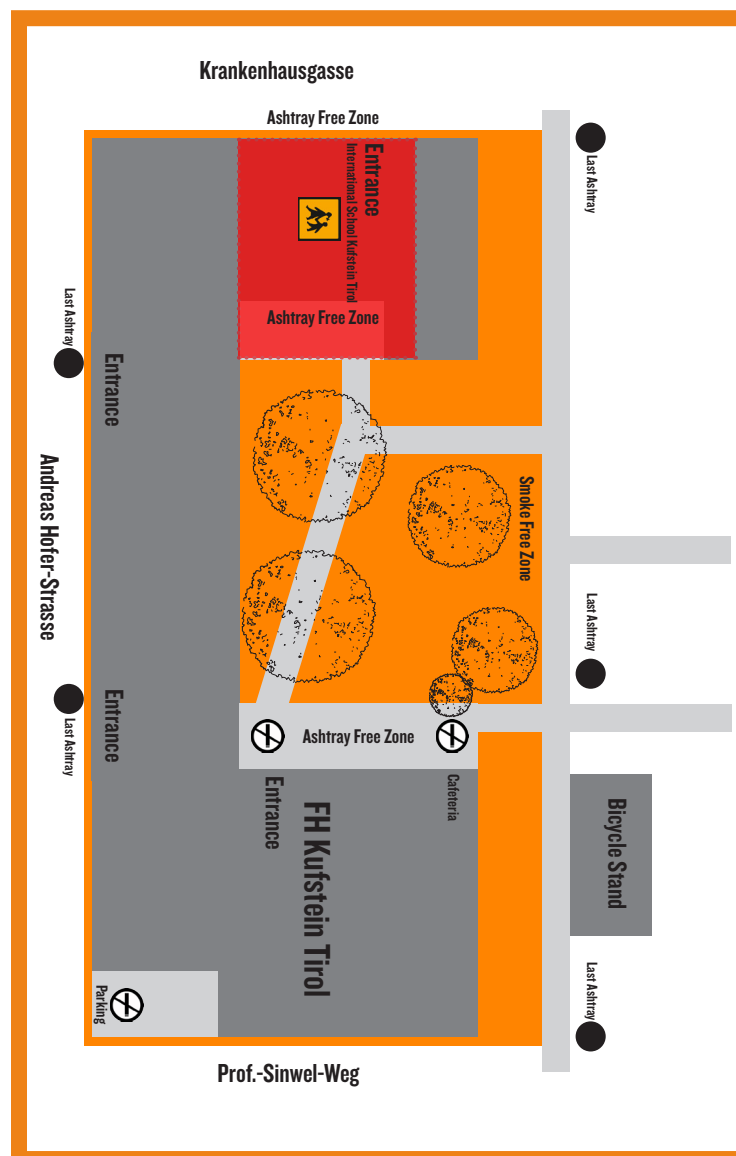 Krankenhausgasse
Ashtray Free Zone
Entrance
International School Kufstein Tirol
Last Ashtray
Ashtray Free Zone
Last Ashtray
Entrance
Andreas Hofer-Strasse
Smoke Free Zone
Last Ashtray
Entrance
Last Ashtray
Ashtray Free Zone
Entrance
Cafeteria
FH Kufstein Tirol
Bicycle Stand
Last Ashtray
Parking
Prof.-Sinwel-Weg